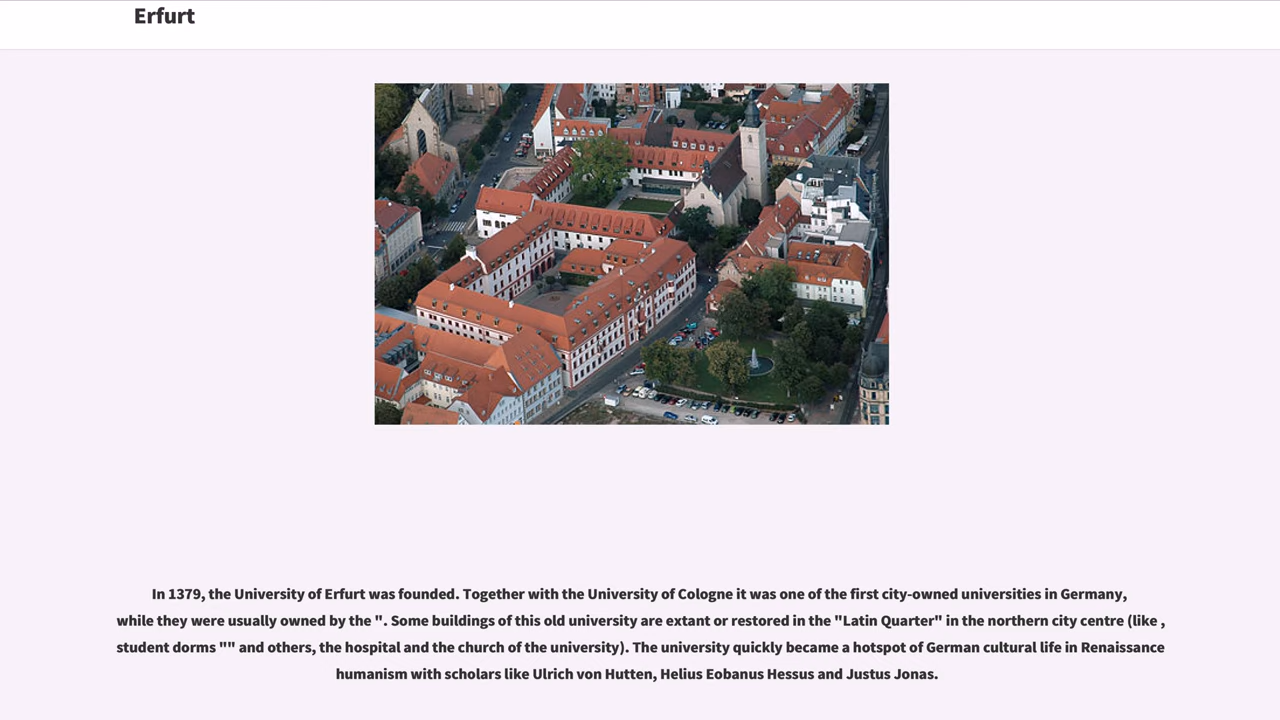 Erfurt
In 1379, the University of Erfurt was founded. Together with the University of Cologne it was one of the first city-owned universities in Germany,
while they were usually owned by the ". Some buildings of this old university are extant or restored in the "Latin Quarter" in the northern city centre (like ,
student dorms "" and others, the hospital and the church of the university). The university quickly became a hotspot of German cultural life in Renaissance
humanism with scholars like Ulrich von Hutten, Helius Eobanus Hessus and Justus Jonas.